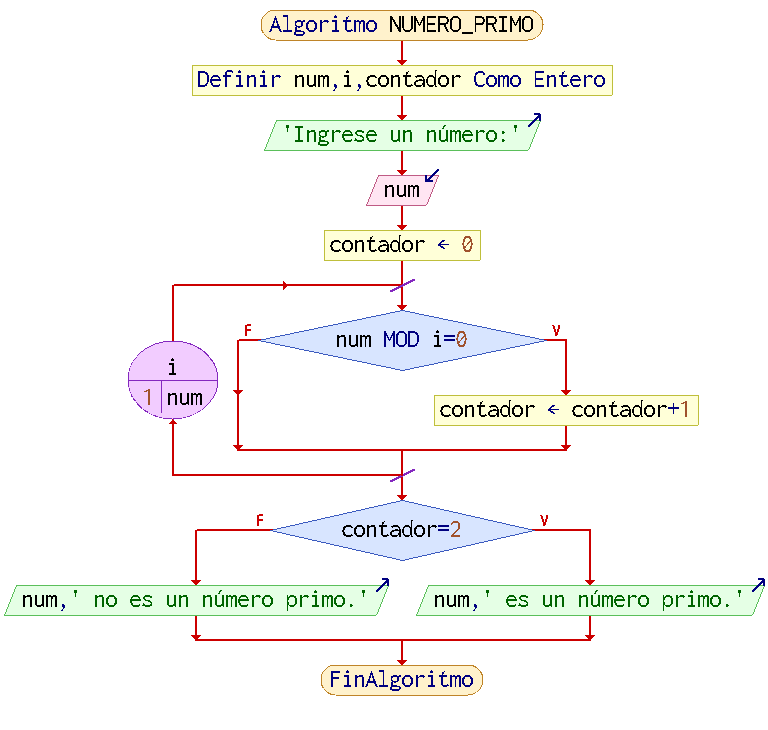 Algoritmo NUMERO_PRIMO
Definir num,i,contador Como Entero
'Ingrese un número:'
num
contador ← 0
F
num MOD i=0
V
i
1 num
contador ← contador+1
F
contador=2
V
num,' no es un número primo.'
num,' es un número primo.'
FinAlgoritmo